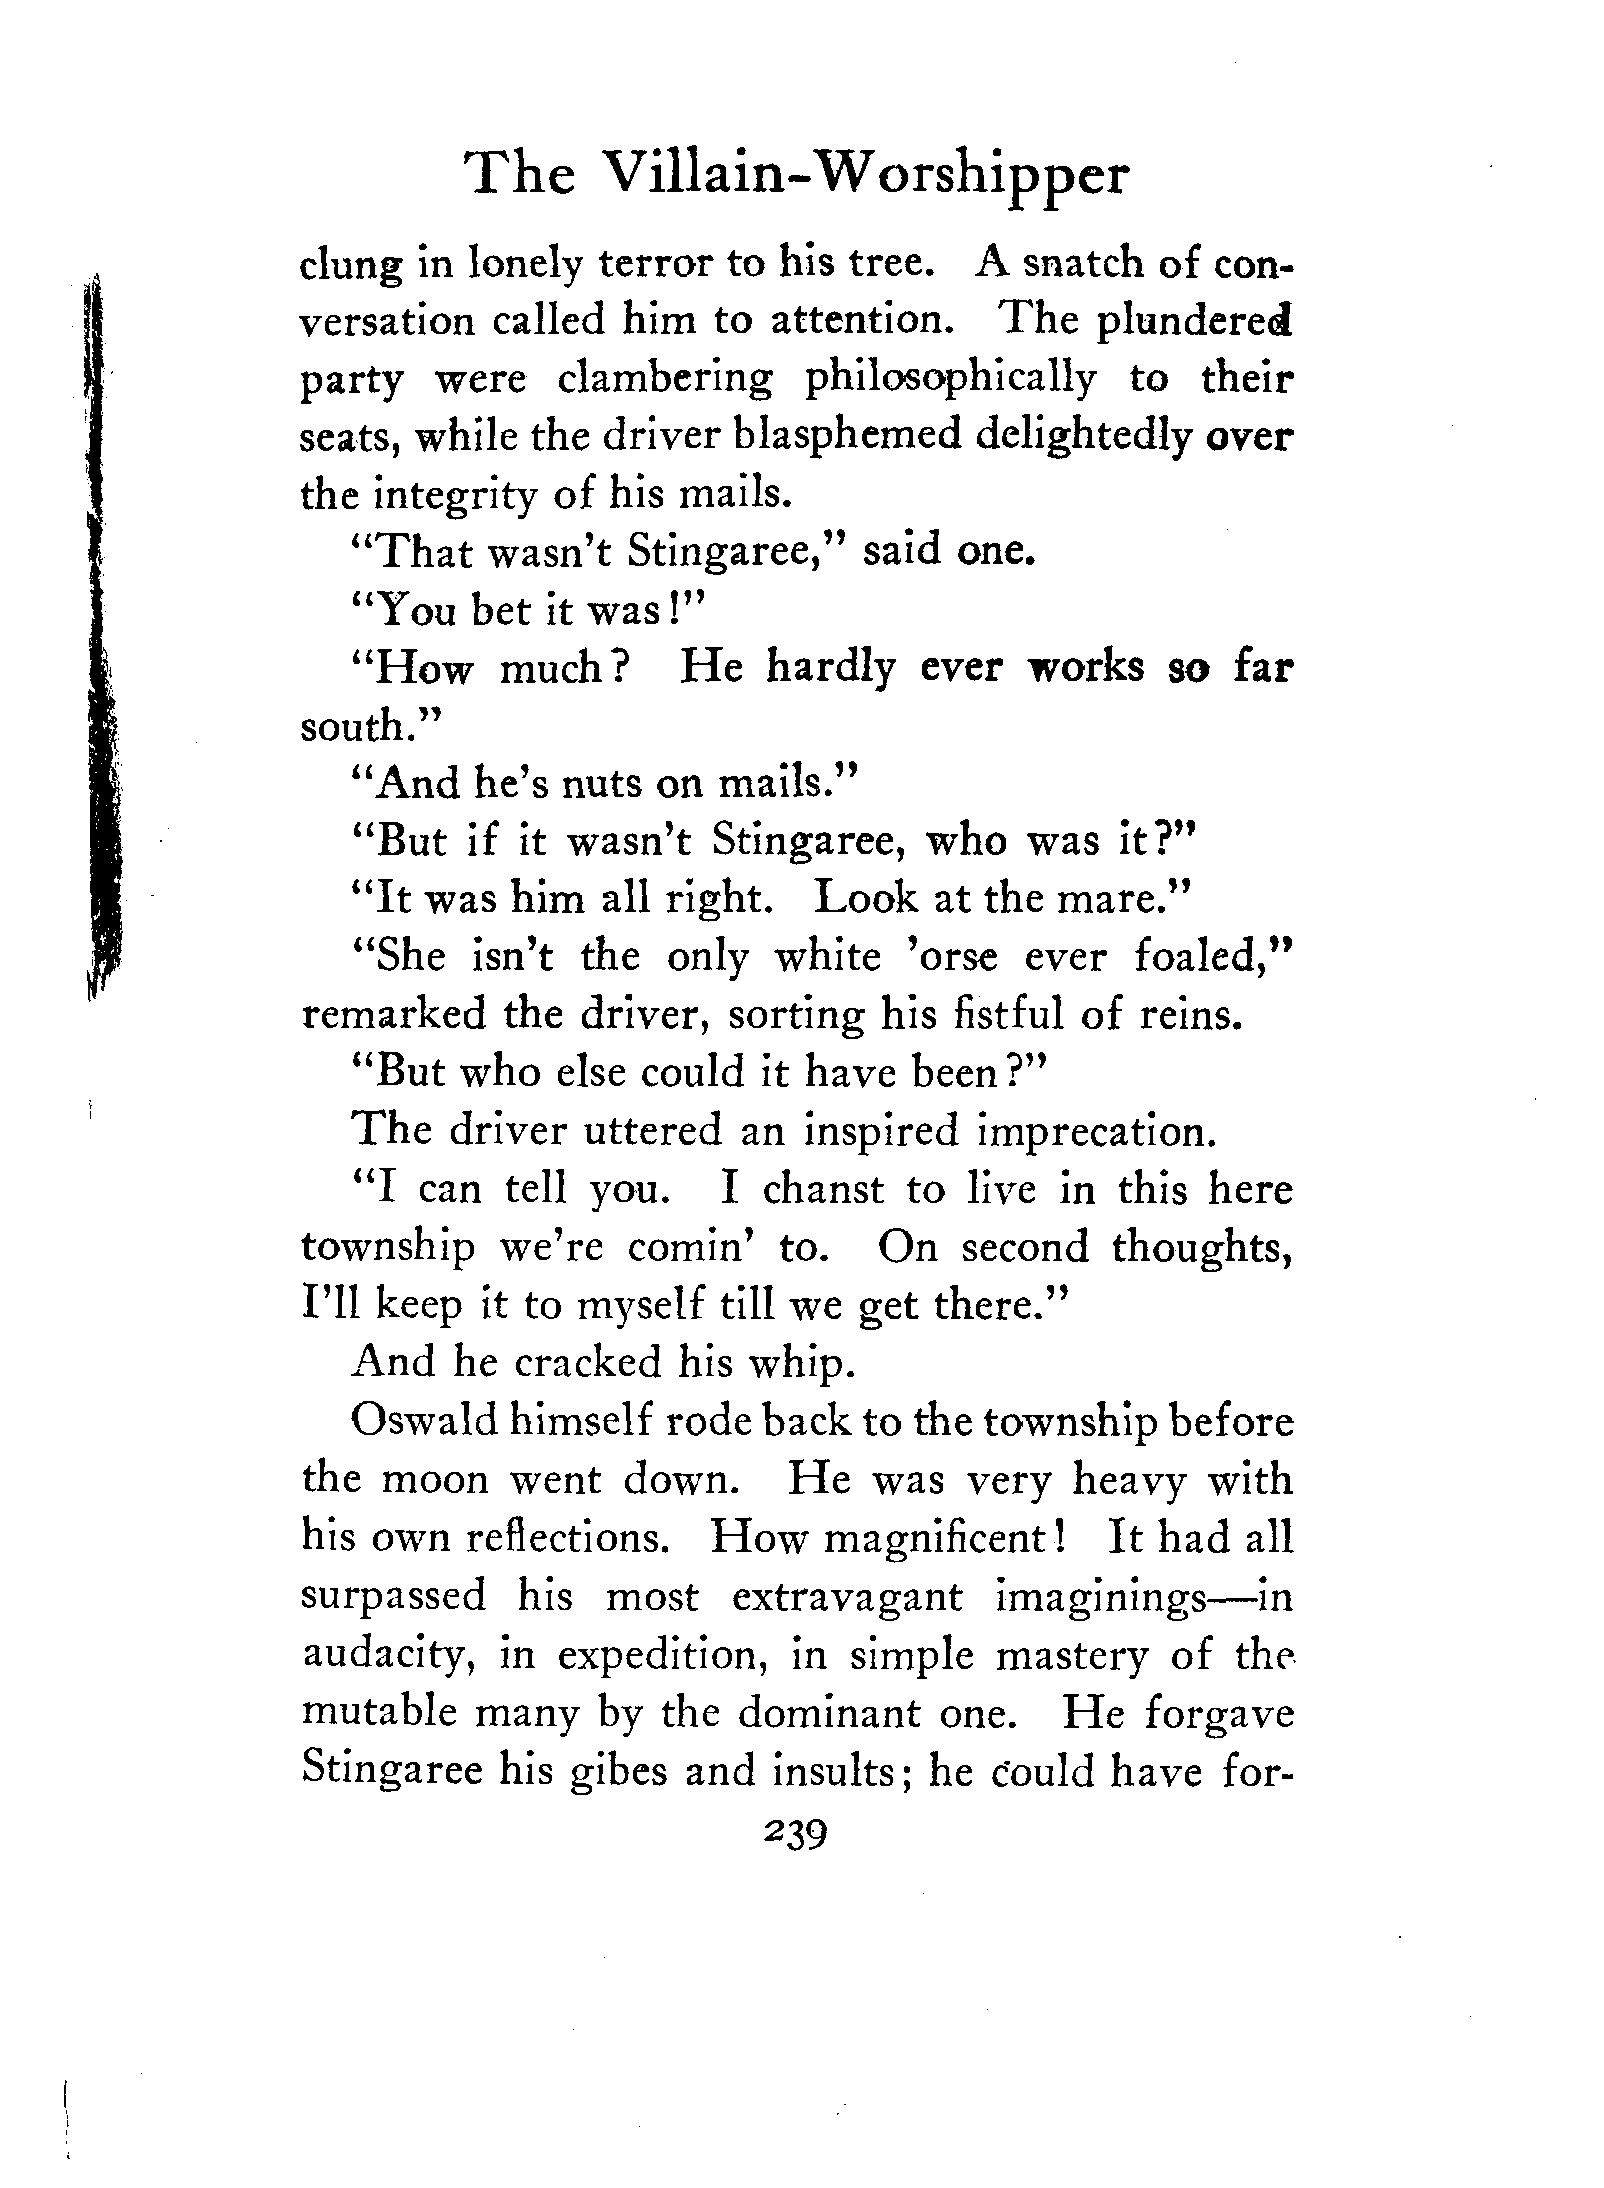 The Villain-Worshipper
clung in lonely terror to his tree. A snatch of con-
versation called him to attention. The plundered
party were clambering philosophically to their
seats, while the driver blasphemed delightedly over
the integrity of his mails.
"That wasn't Stingaree," said one.
"You bet it was!"
"How much? He hardly ever works so far
south."
"And he's nuts on mails."
"But if it wasn't Stingaree, who was it?"
"It was him all right. Look at the mare."
"She isn't the only white 'orse ever foaled,"
remarked the driver, sorting his fistful of reins.
"But who else could it have been?"
The driver uttered an inspired imprecation.
"I can tell you. I chanst to live in this here
township we're comin' to. On second thoughts,
I'll keep it to myself till we get there."
And he cracked his whip.
Oswald himself rode back to the township before
the moon went down. He was very heavy with
his own reflections. How magnificent! It had all
surpassed his most extravagant imaginings—in
audacity, in expedition, in simple mastery of the
mutable many by the dominant one. He forgave
Stingaree his gibes and insults; he could have for-
239